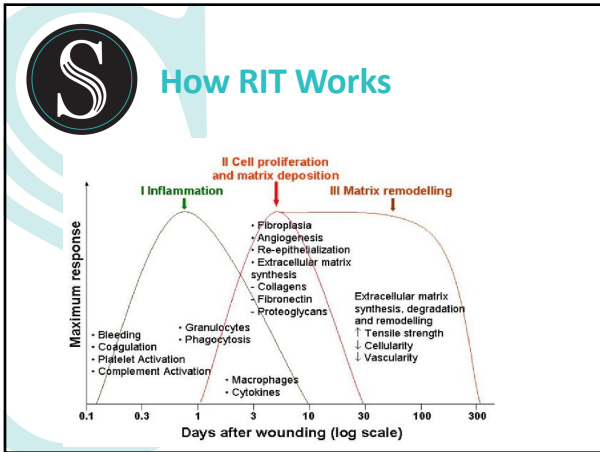 S
How RIT Works
II Cell proliferation
and matrix deposition
I Inflammation
III Matrix remodelling
Maximum response
• Fibroplasia
• Angiogenesis
• Re-epithelialization
• Extracellular matrix
synthesis
- Collagens
- Fibronectin
- Proteoglycans
• Bleeding
• Coagulation
• Platelet Activation
• Complement Activation
• Granulocytes
• Phagocytosis
• Macrophages
• Cytokines
Extracellular matrix
synthesis, degradation
and remodelling
↑ Tensile strength
↓ Cellularity
↓ Vascularity
0.1 0.3 1 3 10 30 100 300
Days after wounding (log scale)